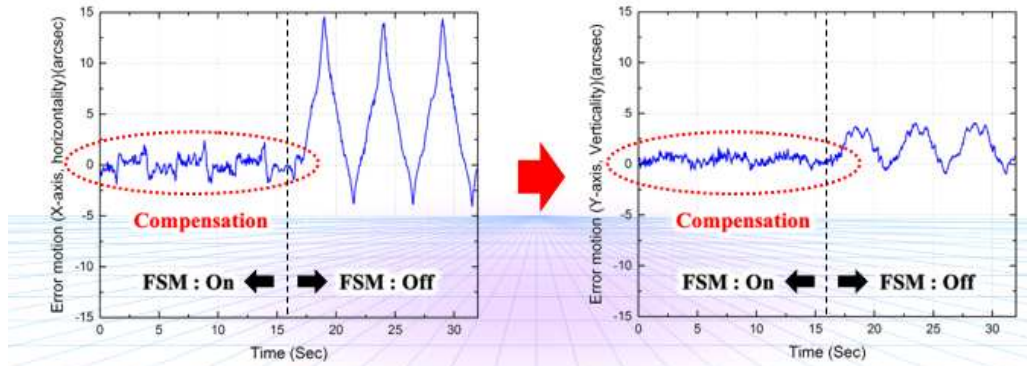 Error motion (X-axis, horizontality)(arcsec)
15
10
5
0
-5
-10
-15
Compensation
FSM : On
FSM : Off
0 5 10 15 20 25 30
Time (Sec)
Error motion (Y-axis, Verticality)(arcsec)
15
10
5
0
-5
-10
-15
Compensation
FSM : On
FSM : Off
0 5 10 15 20 25 30
Time (Sec)